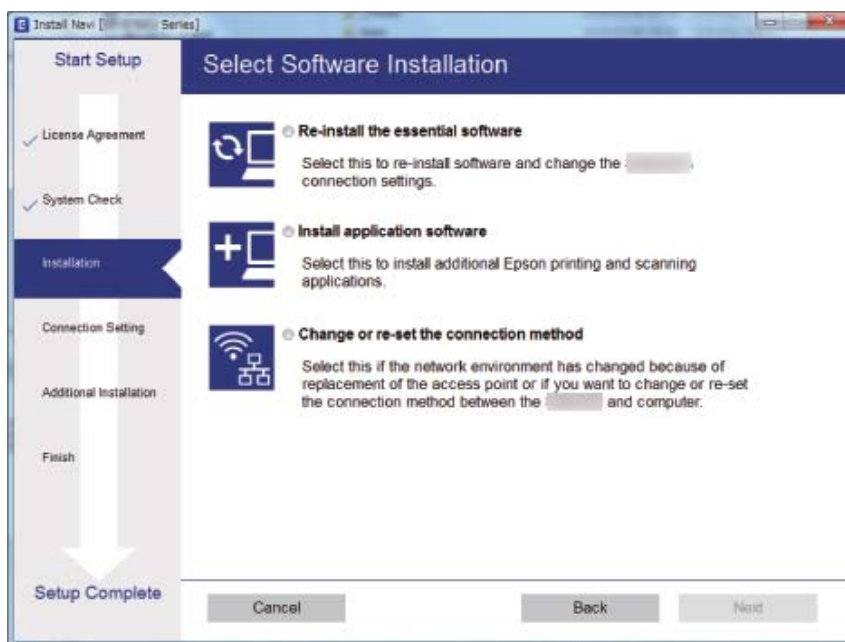 Install Navi [ Series]
Start Setup
Select Software Installation
License Agreement
System Check
Installation
Connection Setting
Additional Installation
Finish
Setup Complete
Re-install the essential software
Select this to re-install software and change the
connection settings.
Install application software
Select this to install additional Epson printing and scanning
applications.
Change or re-set the connection method
Select this if the network environment has changed because of
replacement of the access point or if you want to change or re-set
the connection method between the and computer.
Cancel
Back
Next